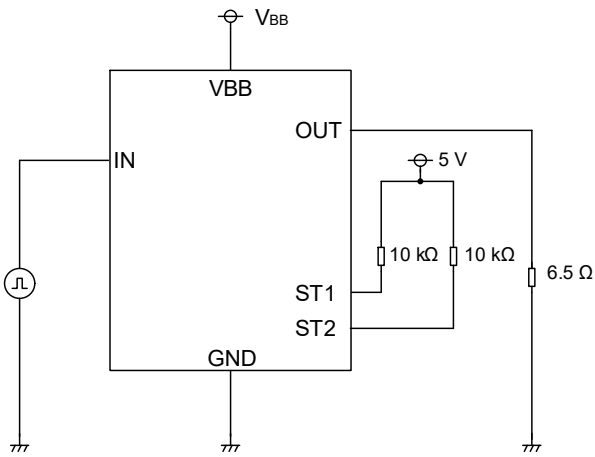 VBB
VBB
OUT
IN
5 V
10 kΩ
10 kΩ
6.5 Ω
ST1
ST2
GND